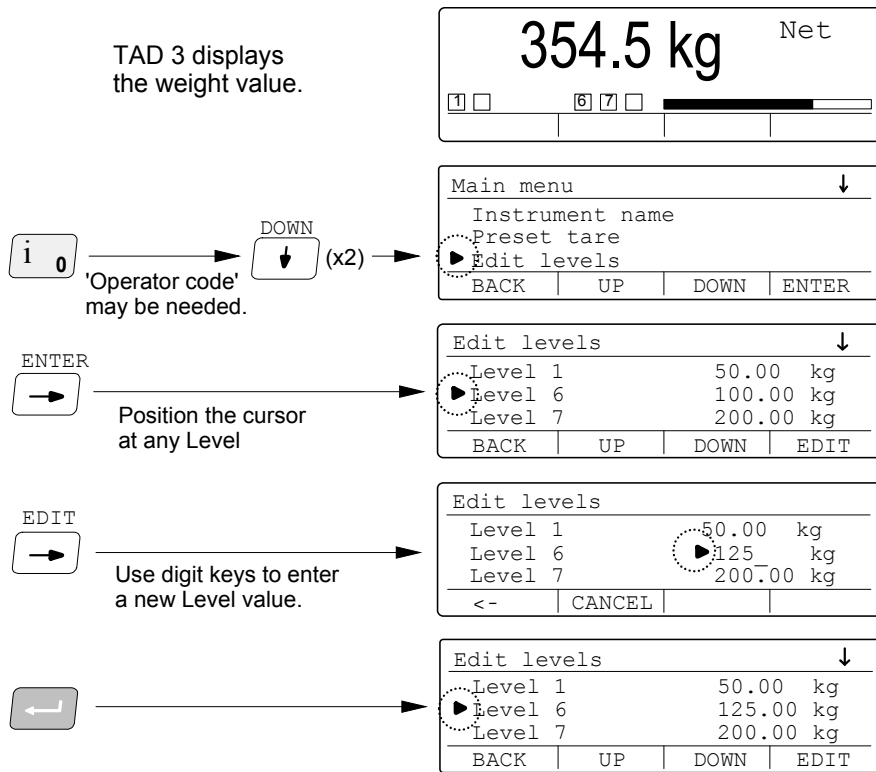 TAD 3 displays
the weight value.
354.5 kg Net
1 6 7
Main menu ↓
Instrument name
Preset tare
Edit levels
BACK UP DOWN ENTER
i 0
'Operator code'
may be needed.
DOWN
(x2)
ENTER
Position the cursor
at any Level
Edit levels ↓
Level 1 50.00 kg
Level 6 100.00 kg
Level 7 200.00 kg
BACK UP DOWN EDIT
EDIT
Use digit keys to enter
a new Level value.
Edit levels
Level 1 50.00 kg
Level 6 125_ kg
Level 7 200.00 kg
<- CANCEL
Edit levels ↓
Level 1 50.00 kg
Level 6 125.00 kg
Level 7 200.00 kg
BACK UP DOWN EDIT